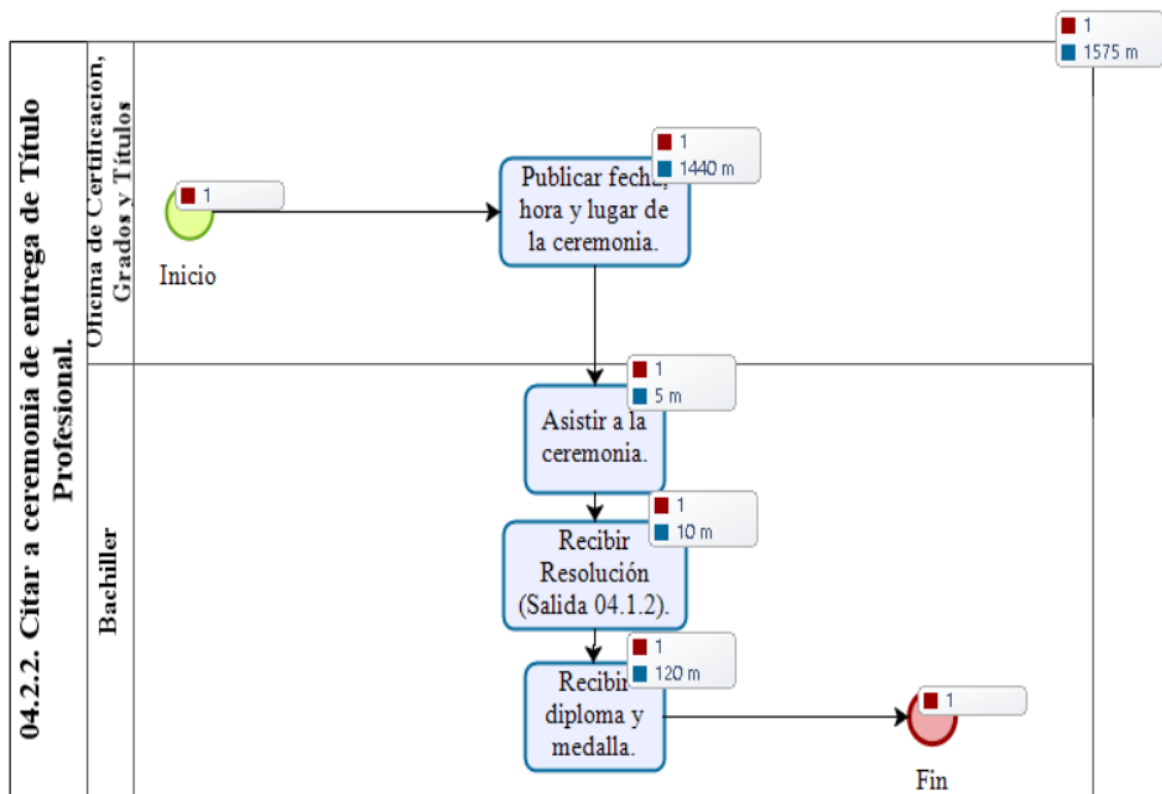 04.2.2. Citar a ceremonia de entrega de Título
Profesional.
Oficina de Certificación,
Grados y Títulos
1
1575 m
1
Inicio
1
1440 m
Publicar fecha,
hora y lugar de
la ceremonia.
Bachiller
1
5 m
Asistir a la
ceremonia.
1
10 m
Recibir
Resolución
(Salida 04.1.2).
1
120 m
Recibir
diploma y
medalla.
1
Fin